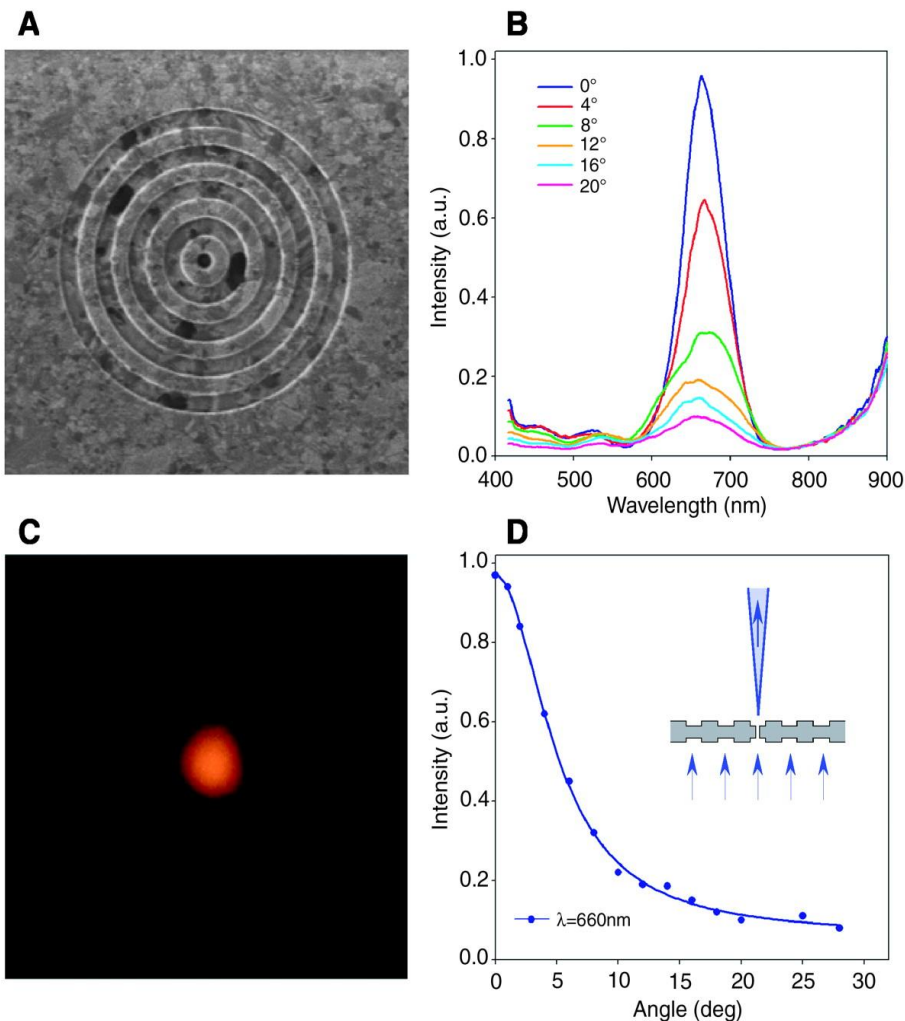 A
B
1.0
0.8
0.6
0.4
0.2
0.0
Intensity (a.u.)
0°
4°
8°
12°
16°
20°
400 500 600 700 800 900
Wavelength (nm)
C
D
1.0
0.8
0.6
0.4
0.2
0.0
Intensity (a.u.)
λ=660nm
0 5 10 15 20 25 30
Angle (deg)